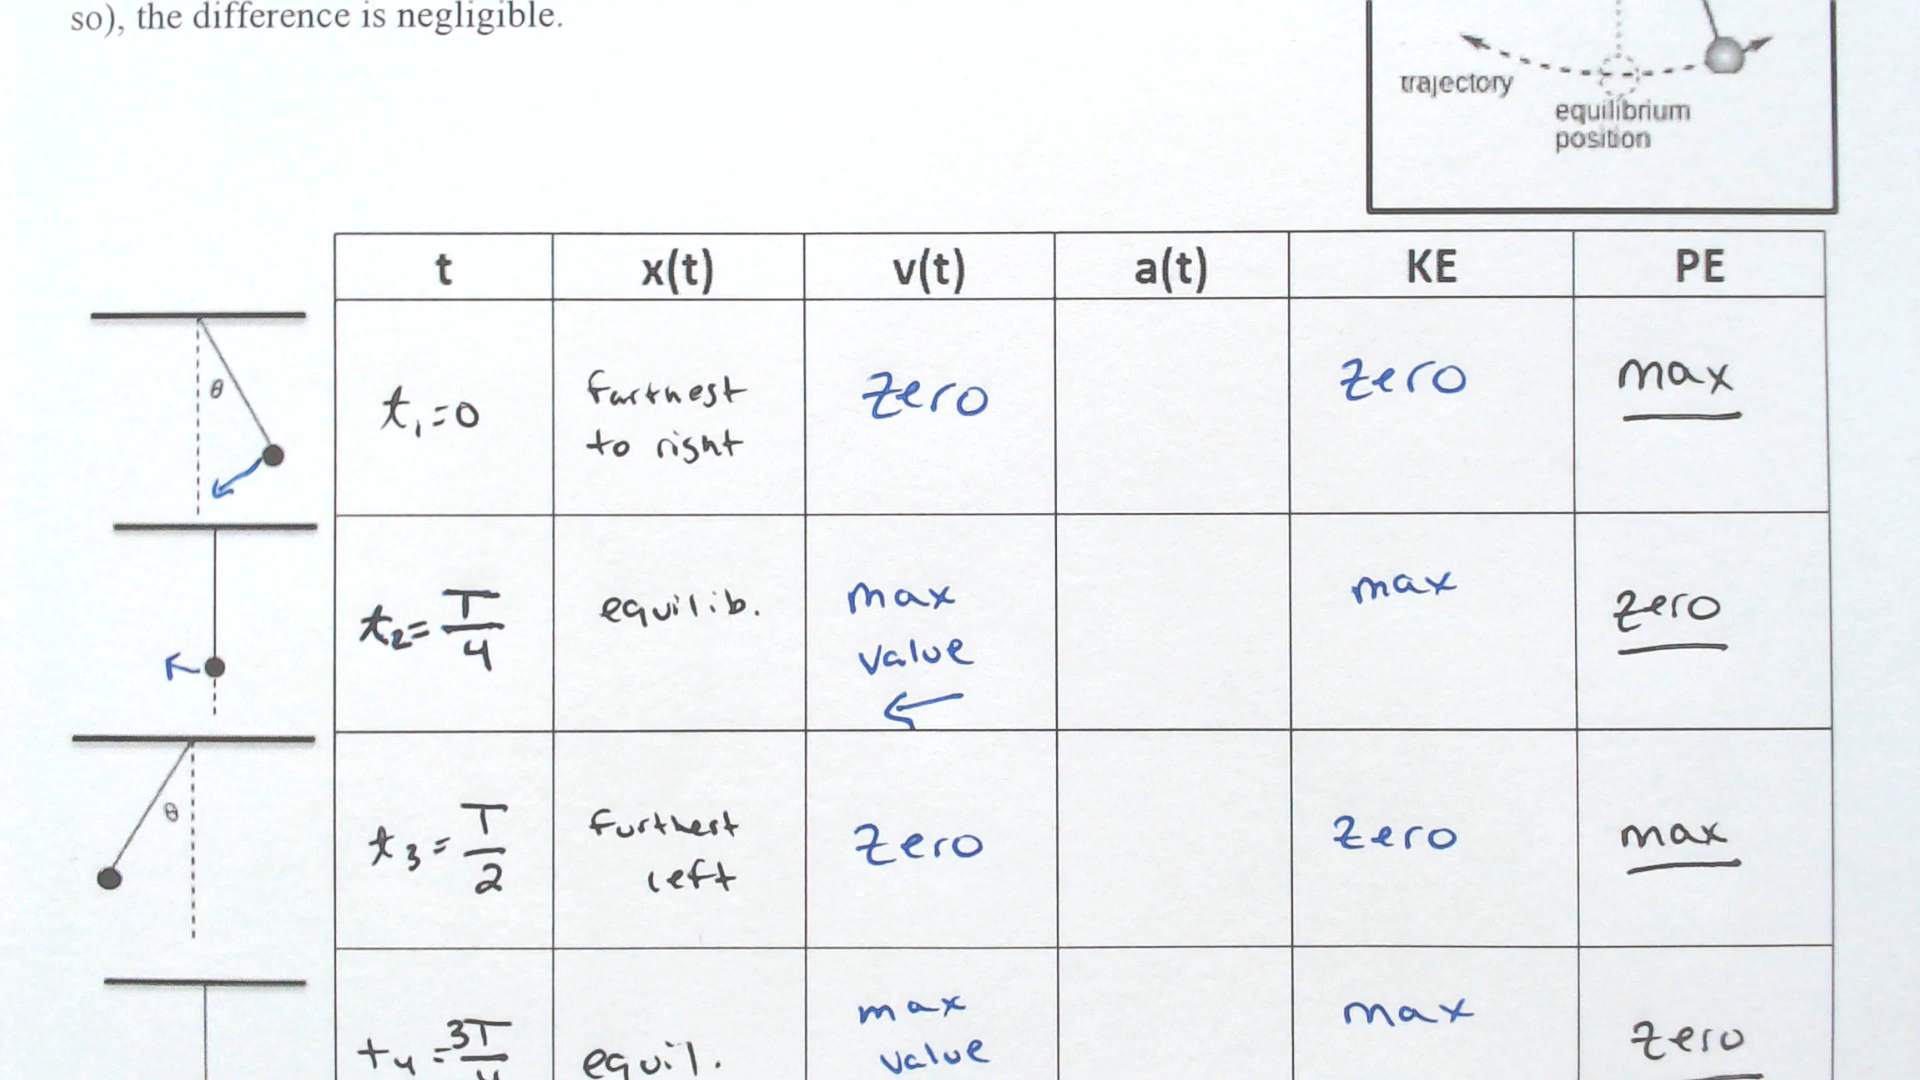 so), the difference is negligible.
trajectory
equilibrium
position
t x(t) v(t) a(t) KE PE
θ
t₁=0
farthest
to right
zero
zero
max
t₂= T/4
equilib.
max
value
←
max
zero
θ
t₃= T/2
furthest
left
zero
zero
max
t₄=3T/4
equil.
max
value
max
zero